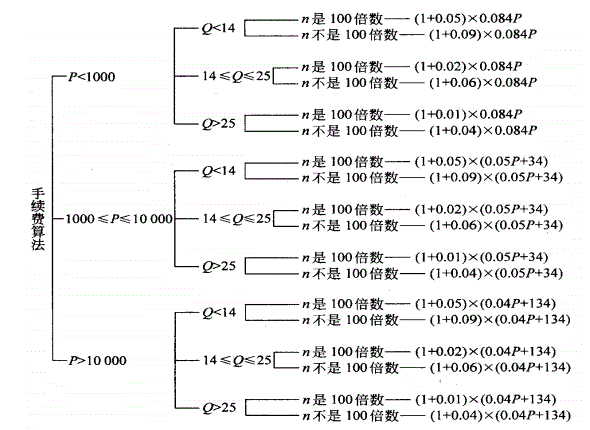 手续费算法
P<1000
Q<14
n是100倍数——(1+0.05)×0.084P
n不是100倍数——(1+0.09)×0.084P
14≤Q≤25
n是100倍数——(1+0.02)×0.084P
n不是100倍数——(1+0.06)×0.084P
Q>25
n是100倍数——(1+0.01)×0.084P
n不是100倍数——(1+0.04)×0.084P
1000≤P≤10 000
Q<14
n是100倍数——(1+0.05)×(0.05P+34)
n不是100倍数——(1+0.09)×(0.05P+34)
14≤Q≤25
n是100倍数——(1+0.02)×(0.05P+34)
n不是100倍数——(1+0.06)×(0.05P+34)
Q>25
n是100倍数——(1+0.01)×(0.05P+34)
n不是100倍数——(1+0.04)×(0.05P+34)
P>10 000
Q<14
n是100倍数——(1+0.05)×(0.04P+134)
n不是100倍数——(1+0.09)×(0.04P+134)
14≤Q≤25
n是100倍数——(1+0.02)×(0.04P+134)
n不是100倍数——(1+0.06)×(0.04P+134)
Q>25
n是100倍数——(1+0.01)×(0.04P+134)
n不是100倍数——(1+0.04)×(0.04P+134)